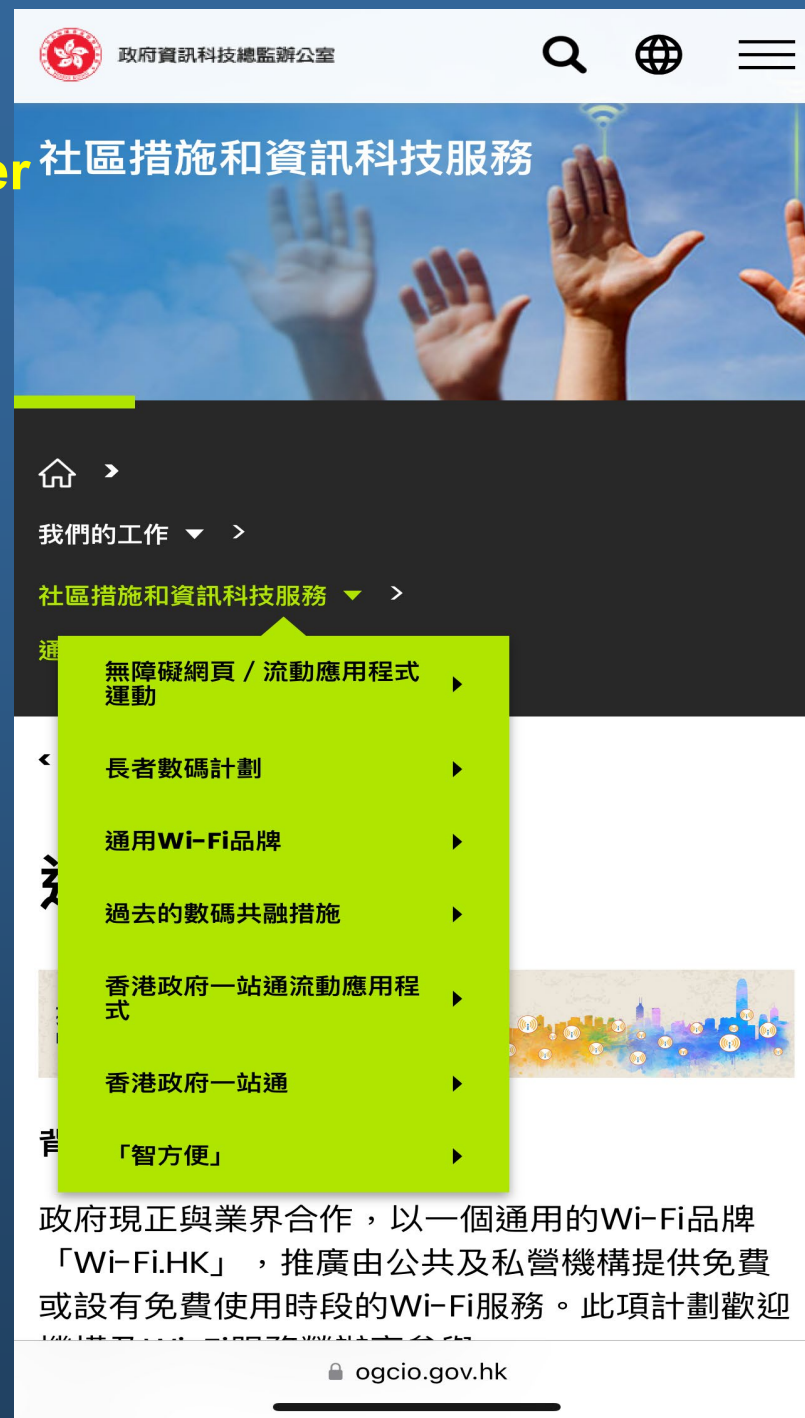 政府資訊科技總監辦公室
社區措施和資訊科技服務
我們的工作
社區措施和資訊科技服務
通
無障礙網頁 / 流動應用程式
運動
長者數碼計劃
通用Wi-Fi品牌
過去的數碼共融措施
香港政府一站通流動應用程
式
香港政府一站通
「智方便」
政府現正與業界合作，以一個通用的Wi-Fi品牌
「Wi-Fi.HK」，推廣由公共及私營機構提供免費
或設有免費使用時段的Wi-Fi服務。此項計劃歡迎
ogcio.gov.hk